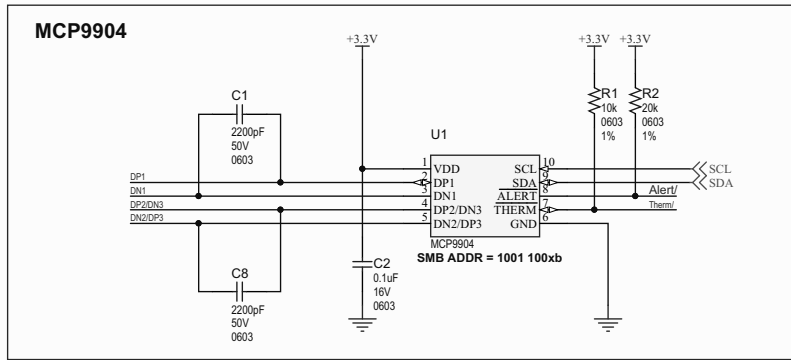 MCP9904
+3.3V
+3.3V
+3.3V
C1
2200pF
50V
0603
R1
10k
0603
1%
R2
20k
0603
1%
U1
DP1
DN1
DP2/DN3
DN2/DP3
1
2
3
4
5
VDD
DP1
DN1
DP2/DN3
DN2/DP3
SCL
SDA
ALERT
THERM
GND
10
9
8
7
6
SCL
SDA
Alert/
Therm/
MCP9904
SMB ADDR = 1001 100xb
C2
0.1uF
16V
0603
C8
2200pF
50V
0603